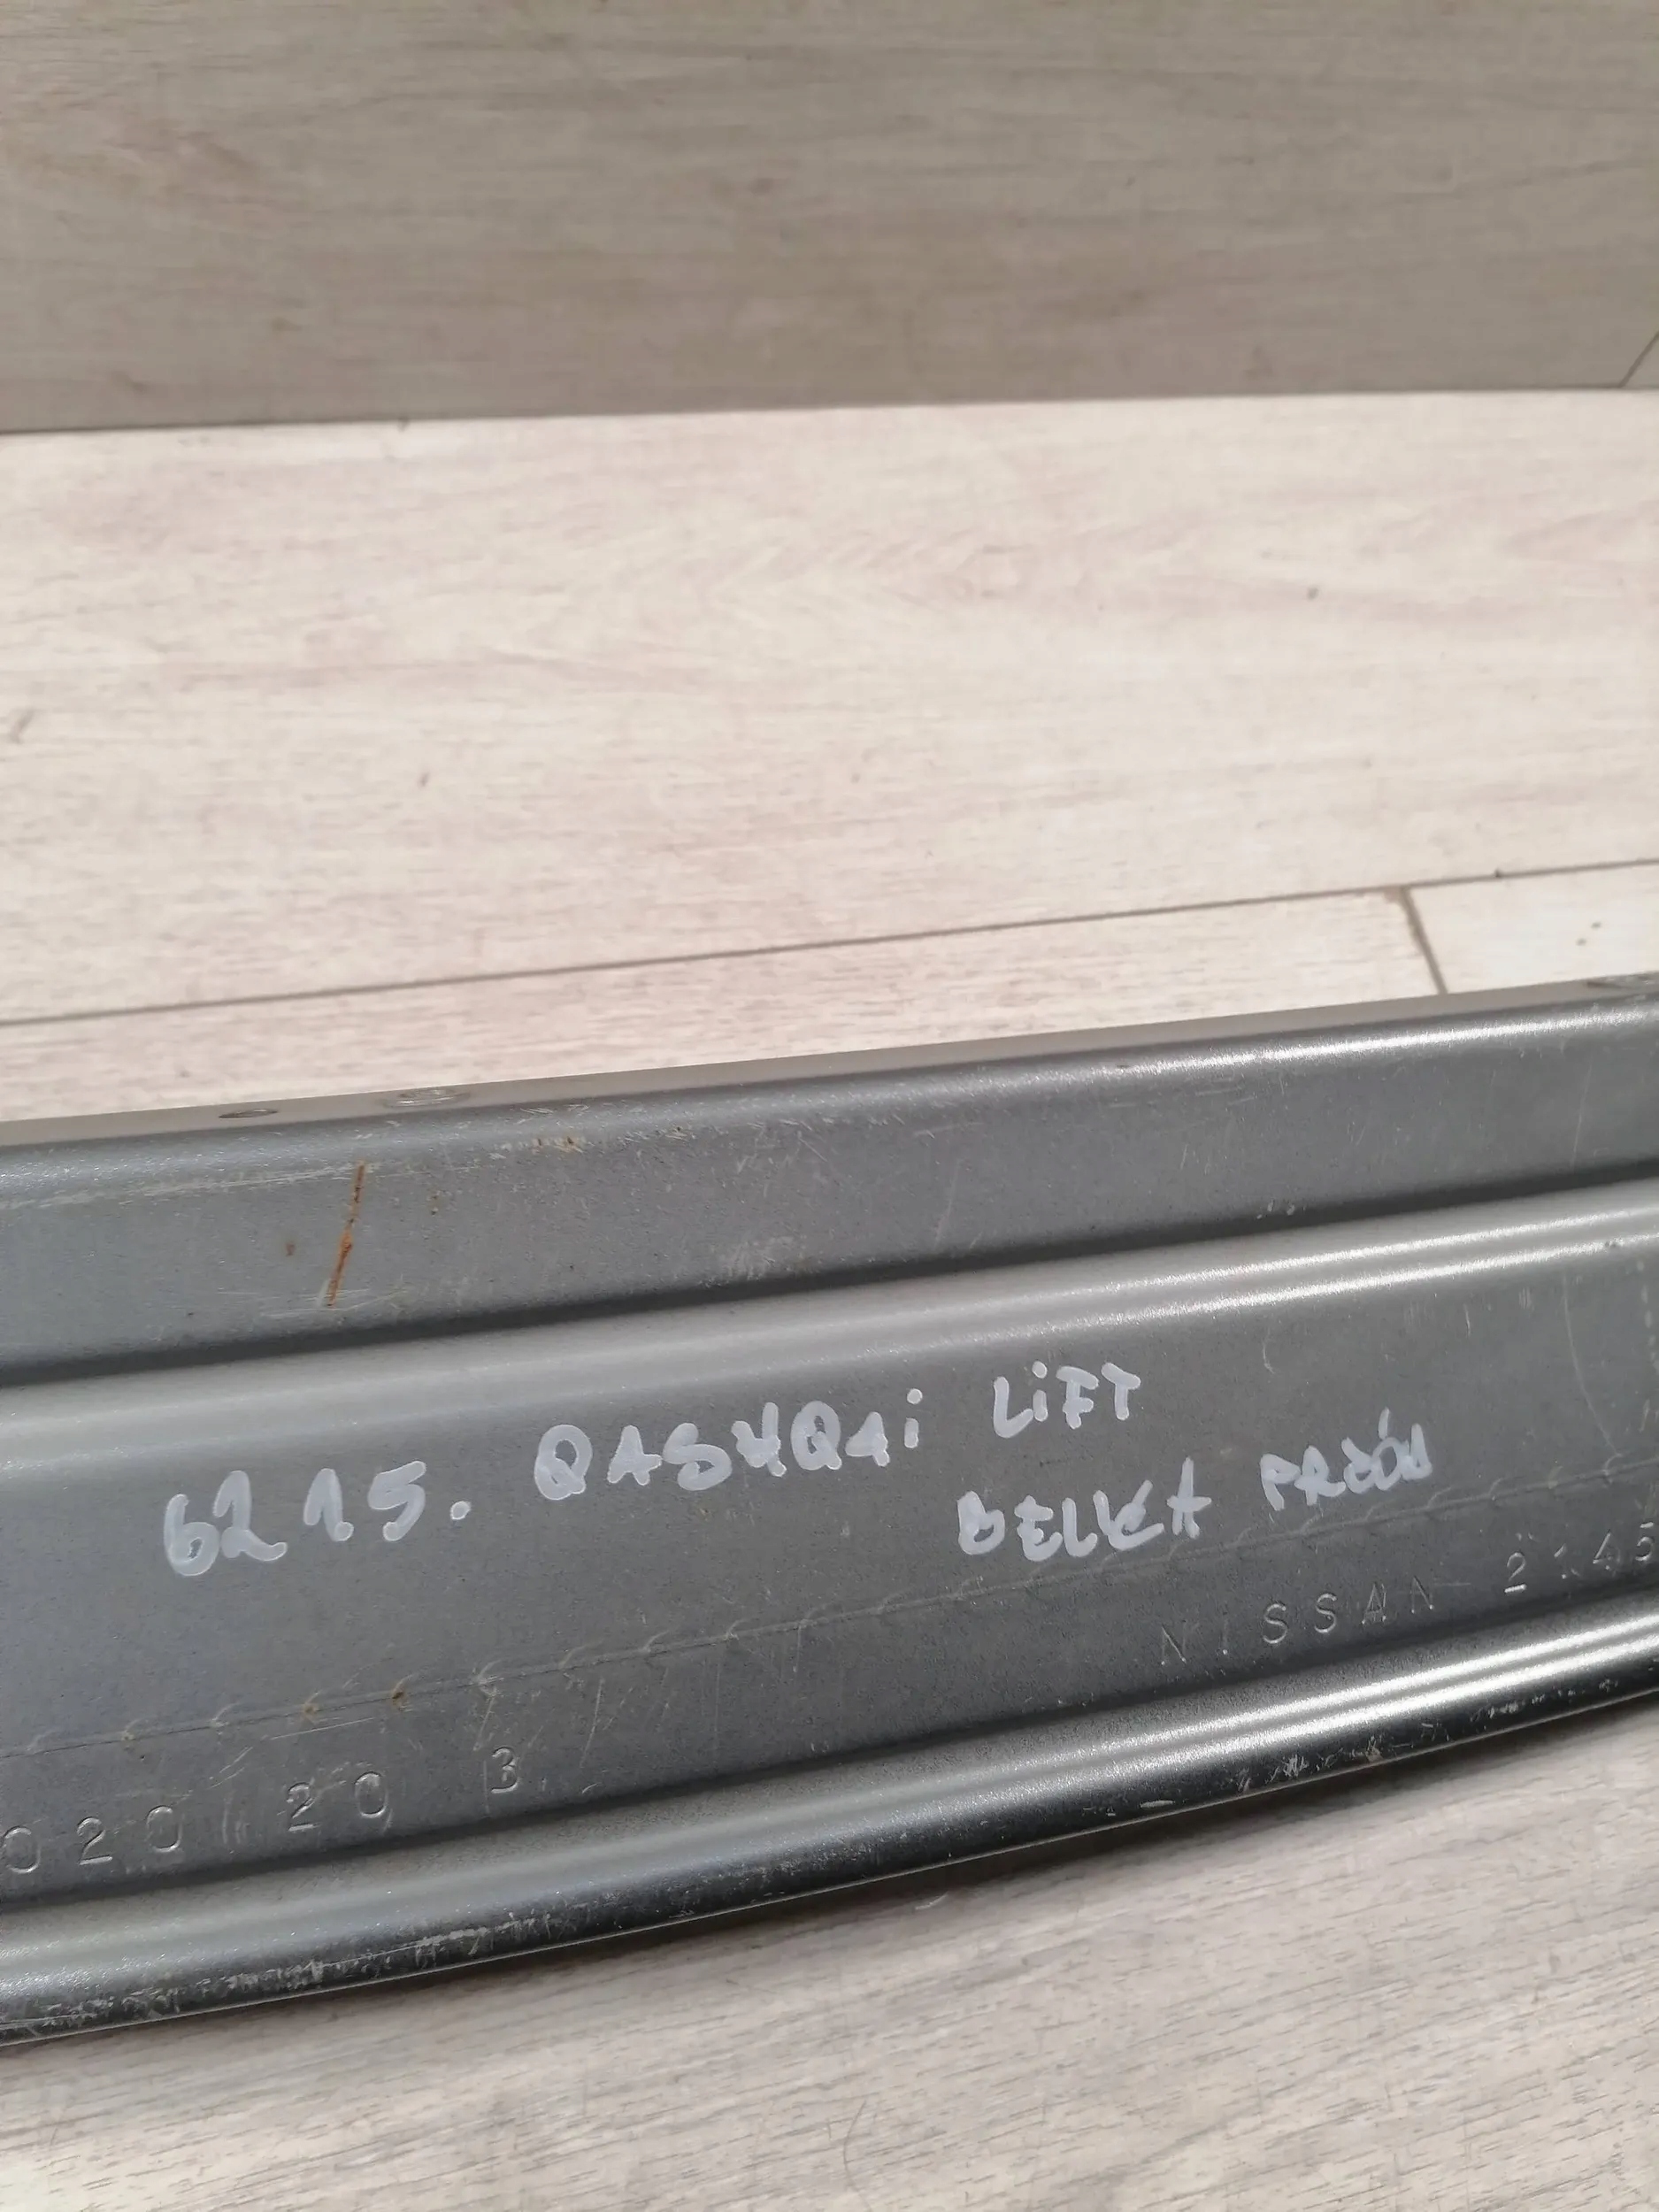 6215. QASHQAi LiFT
BELKA PRZÓD
NISSAN 2145
020 20 3